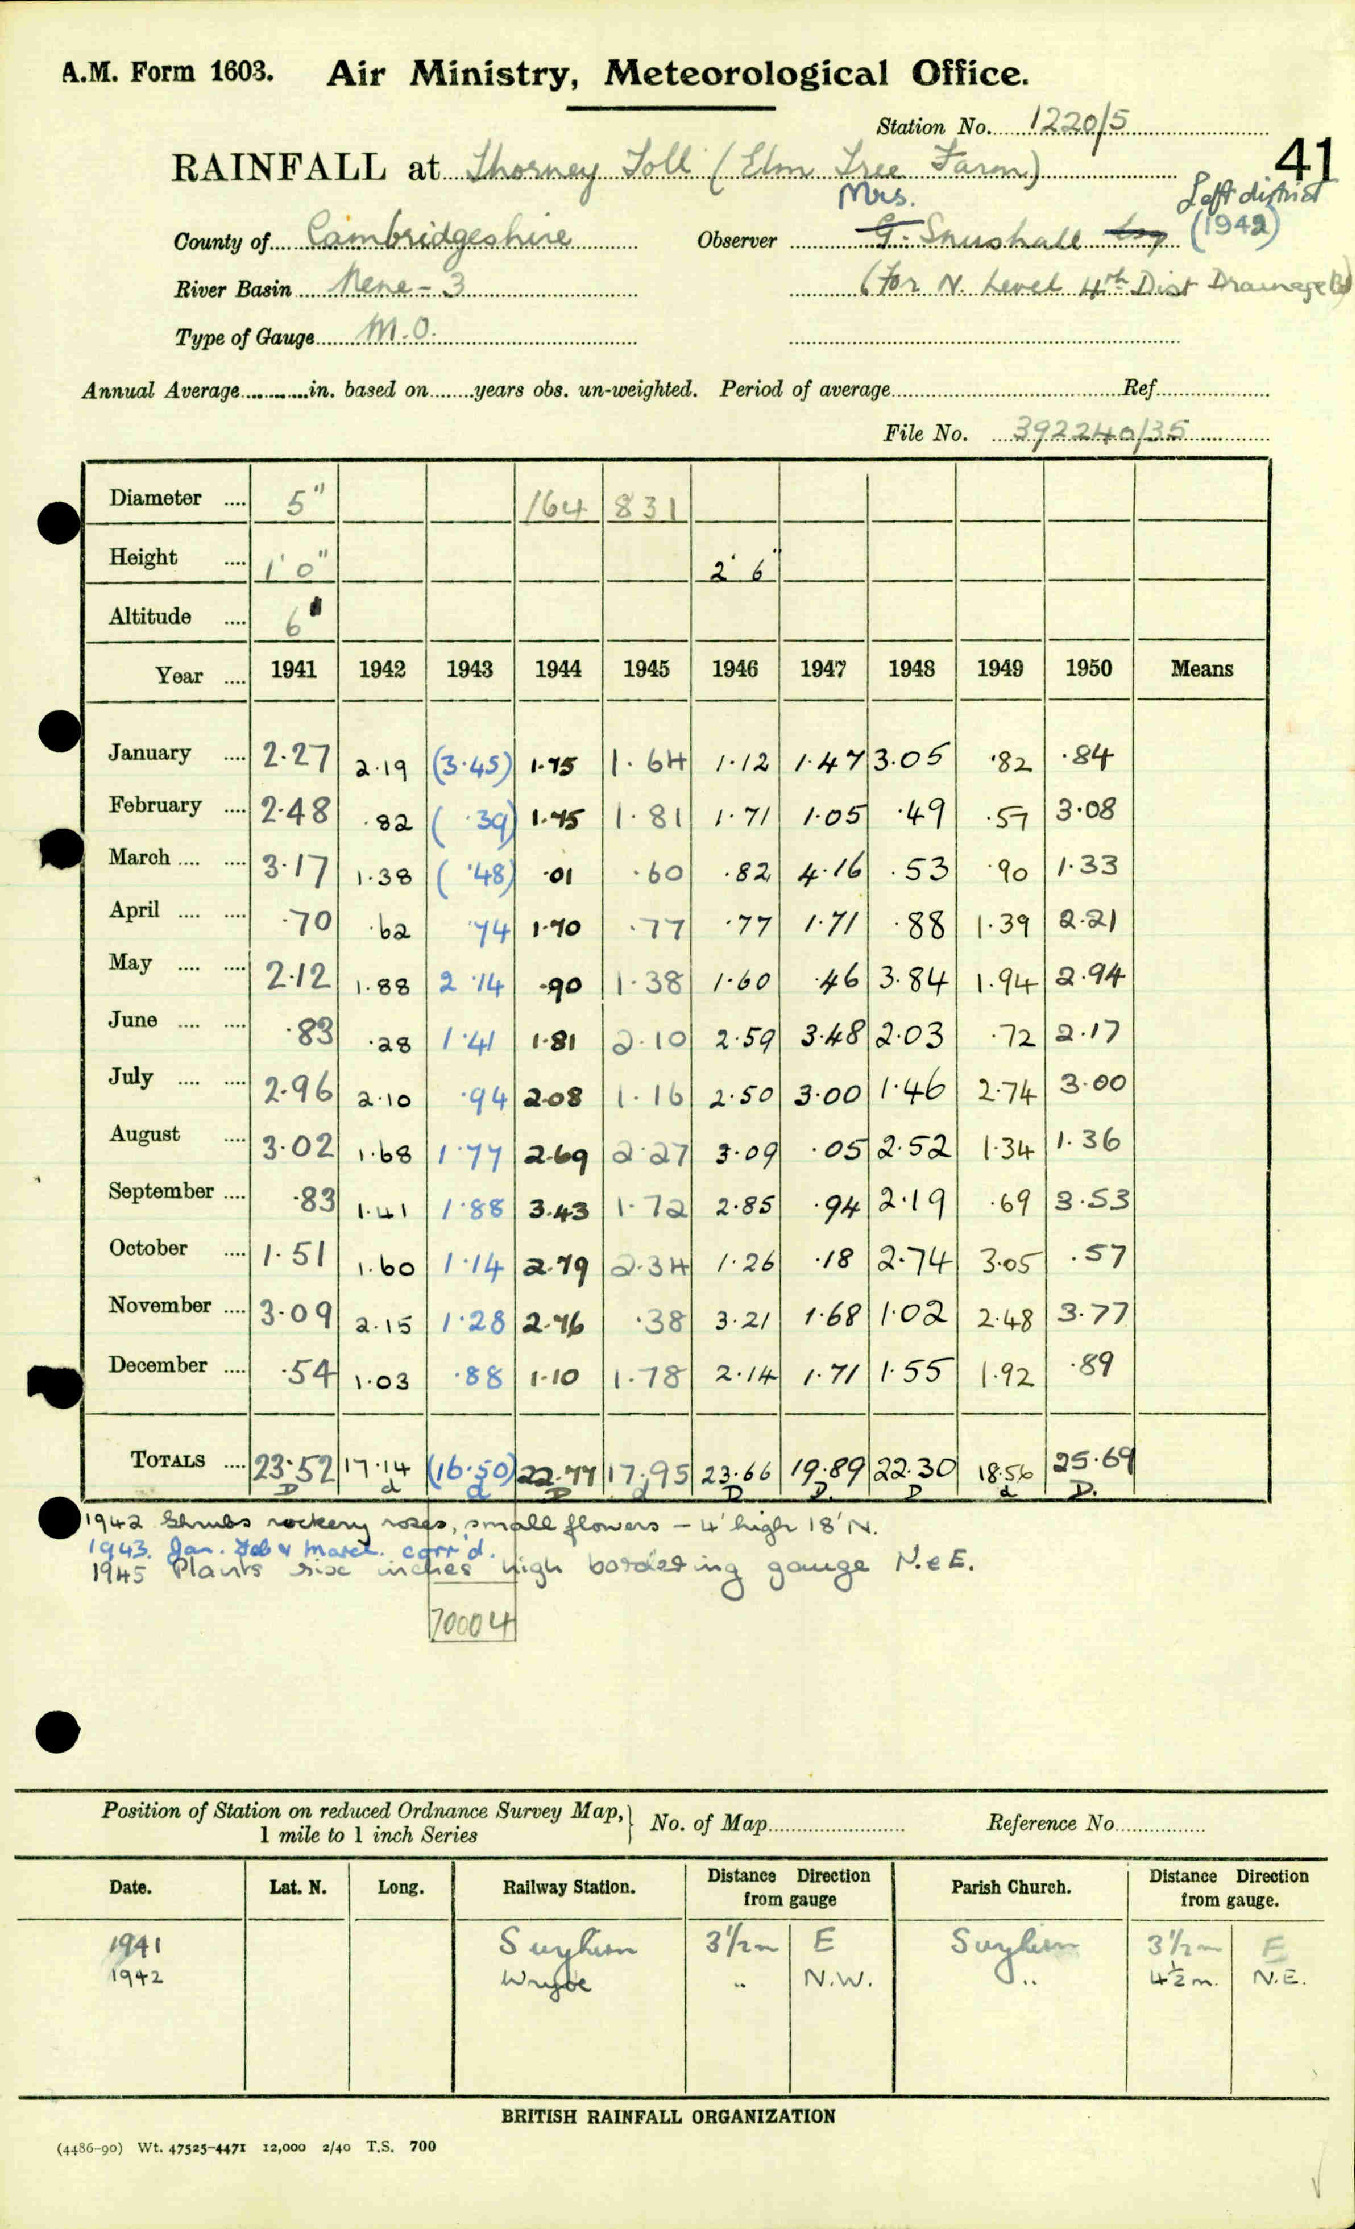 A.M. Form 1603. Air Ministry, Meteorological Office.
Station No. 1220/5
41
RAINFALL at Thorney Toll (Elm Tree Farm)
Left district
(1942)
Mrs.
County of Cambridgeshire Observer G. Snushall
River Basin Nene - 3 (for N. Level 4th Dist Drainage Bd)
Type of Gauge M.O.
Annual Average in. based on years obs. un-weighted. Period of average Ref
File No. 392240/35
Diameter 5" 164 831
Height 1' 0" 2' 6"
Altitude 6'
Year 1941 1942 1943 1944 1945 1946 1947 1948 1949 1950 Means
January 2.27 2.19 (3.45) 1.75 1.64 1.12 1.47 3.05 .82 .84
February 2.48 .82 ( .39) 1.75 1.81 1.71 1.05 .49 .57 3.08
March 3.17 1.38 ( .48) .01 .60 .82 4.16 .53 .90 1.33
April .70 .62 .74 1.70 .77 .77 1.71 .88 1.39 2.21
May 2.12 1.88 2.14 .90 1.38 1.60 .46 3.84 1.94 2.94
June .83 .28 1.41 1.81 2.10 2.59 3.48 2.03 .72 2.17
July 2.96 2.10 .94 2.08 1.16 2.50 3.00 1.46 2.74 3.00
August 3.02 1.68 1.77 2.69 2.27 3.09 .05 2.52 1.34 1.36
September .83 1.41 1.88 3.43 1.72 2.85 .94 2.19 .69 3.53
October 1.51 1.60 1.14 2.79 2.34 1.26 .18 2.74 3.05 .57
November 3.09 2.15 1.28 2.76 .38 3.21 1.68 1.02 2.48 3.77
December .54 1.03 .88 1.10 1.78 2.14 1.71 1.55 1.92 .89
TOTALS 23.52 17.14 (16.50) 22.77 17.95 23.66 19.89 22.30 18.56 25.69
D d d D d D D. D d D.
1942 Shrubs rockery roses, small flowers - 4' high 18' N.
1943. Jan. Feb & March. corr'd.
1945 Plants six inches high bordering gauge N. & E.
70004
Position of Station on reduced Ordnance Survey Map, 1 mile to 1 inch Series No. of Map Reference No.
Date. Lat. N. Long. Railway Station. Distance Direction from gauge Parish Church. Distance Direction from gauge.
1941 3½m E 3½m E
1942 Wryde " N.W. " 4½m. N.E.
BRITISH RAINFALL ORGANIZATION
(4486-90) Wt. 47525-4471 12,000 2/40 T.S. 700